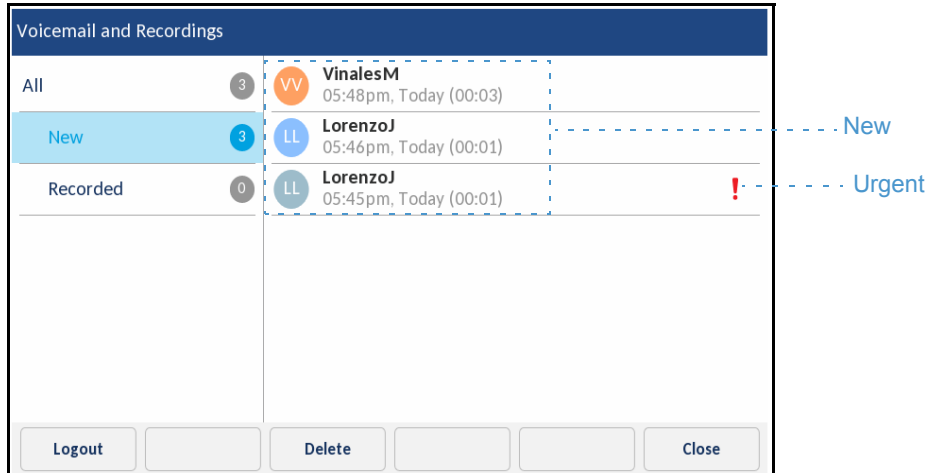 Voicemail and Recordings
All 3
New 3
Recorded 0
VV VinalesM
05:48pm, Today (00:03)
LL LorenzoJ
05:46pm, Today (00:01)
LL LorenzoJ
05:45pm, Today (00:01) !
New
Urgent
Logout Delete Close